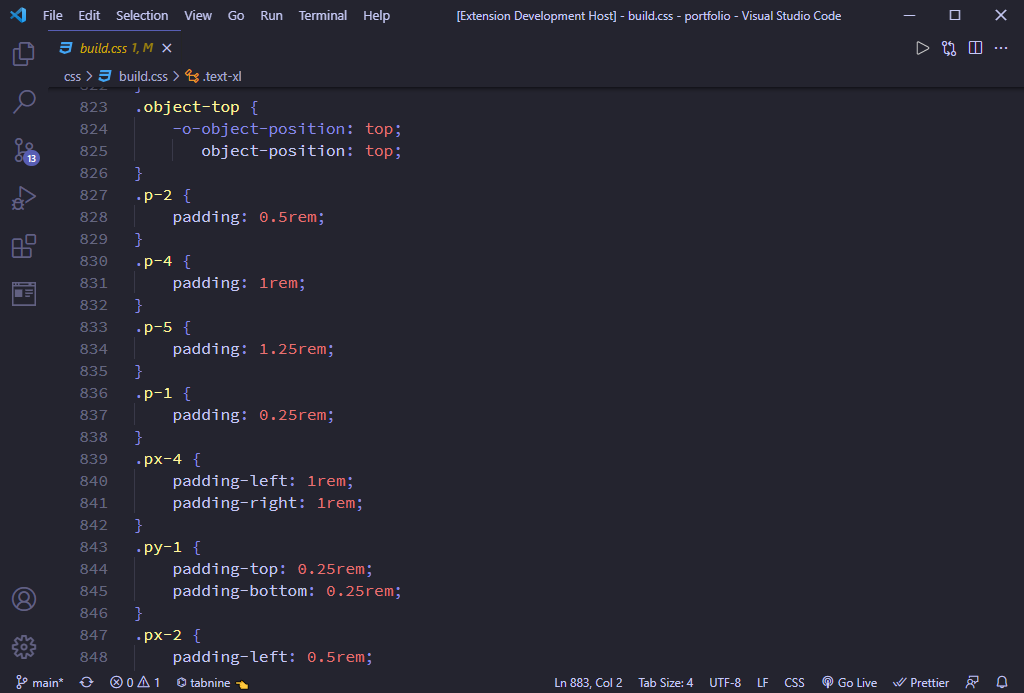 File Edit Selection View Go Run Terminal Help [Extension Development Host] - build.css - portfolio - Visual Studio Code
build.css 1, M
css > build.css > .text-xl
822 }
823 .object-top {
824 -o-object-position: top;
825 object-position: top;
826 }
827 .p-2 {
828 padding: 0.5rem;
829 }
830 .p-4 {
831 padding: 1rem;
832 }
833 .p-5 {
834 padding: 1.25rem;
835 }
836 .p-1 {
837 padding: 0.25rem;
838 }
839 .px-4 {
840 padding-left: 1rem;
841 padding-right: 1rem;
842 }
843 .py-1 {
844 padding-top: 0.25rem;
845 padding-bottom: 0.25rem;
846 }
847 .px-2 {
848 padding-left: 0.5rem;
13
main* 0 1 tabnine Ln 883, Col 2 Tab Size: 4 UTF-8 LF CSS Go Live Prettier